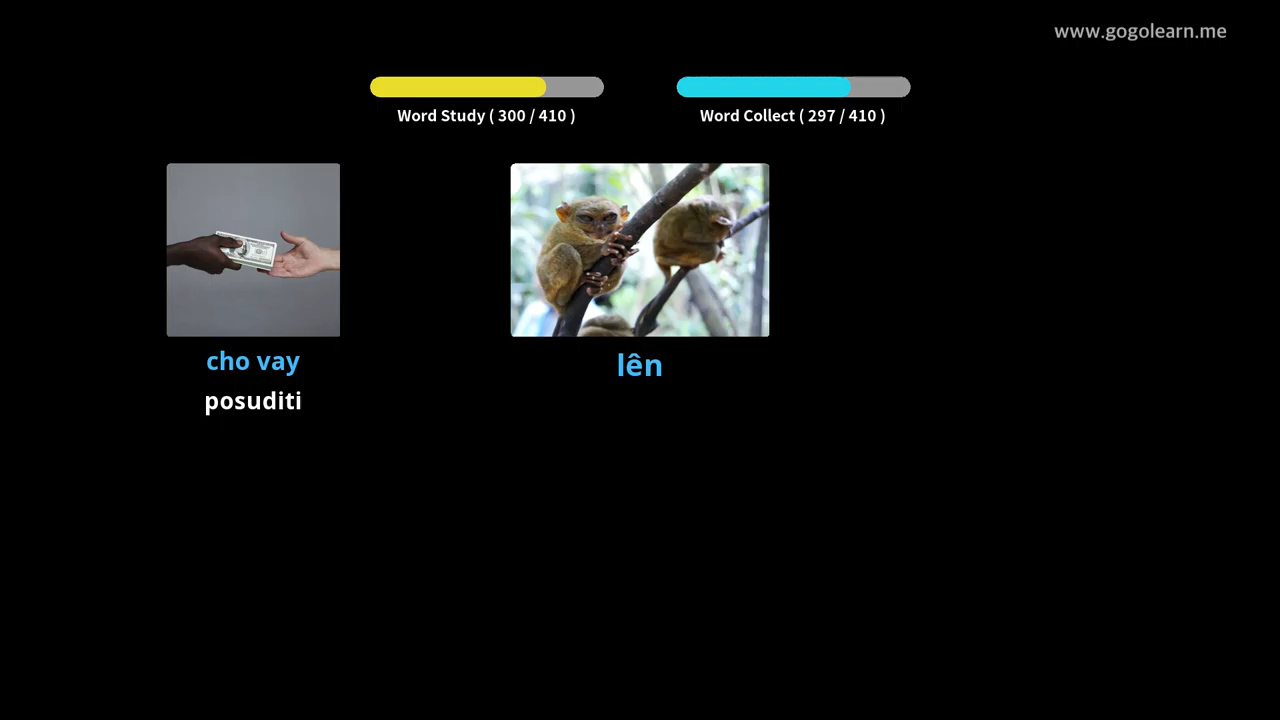 www.gogolearn.me
Word Study ( 300 / 410 )
Word Collect ( 297 / 410 )
cho vay
posuditi
lên